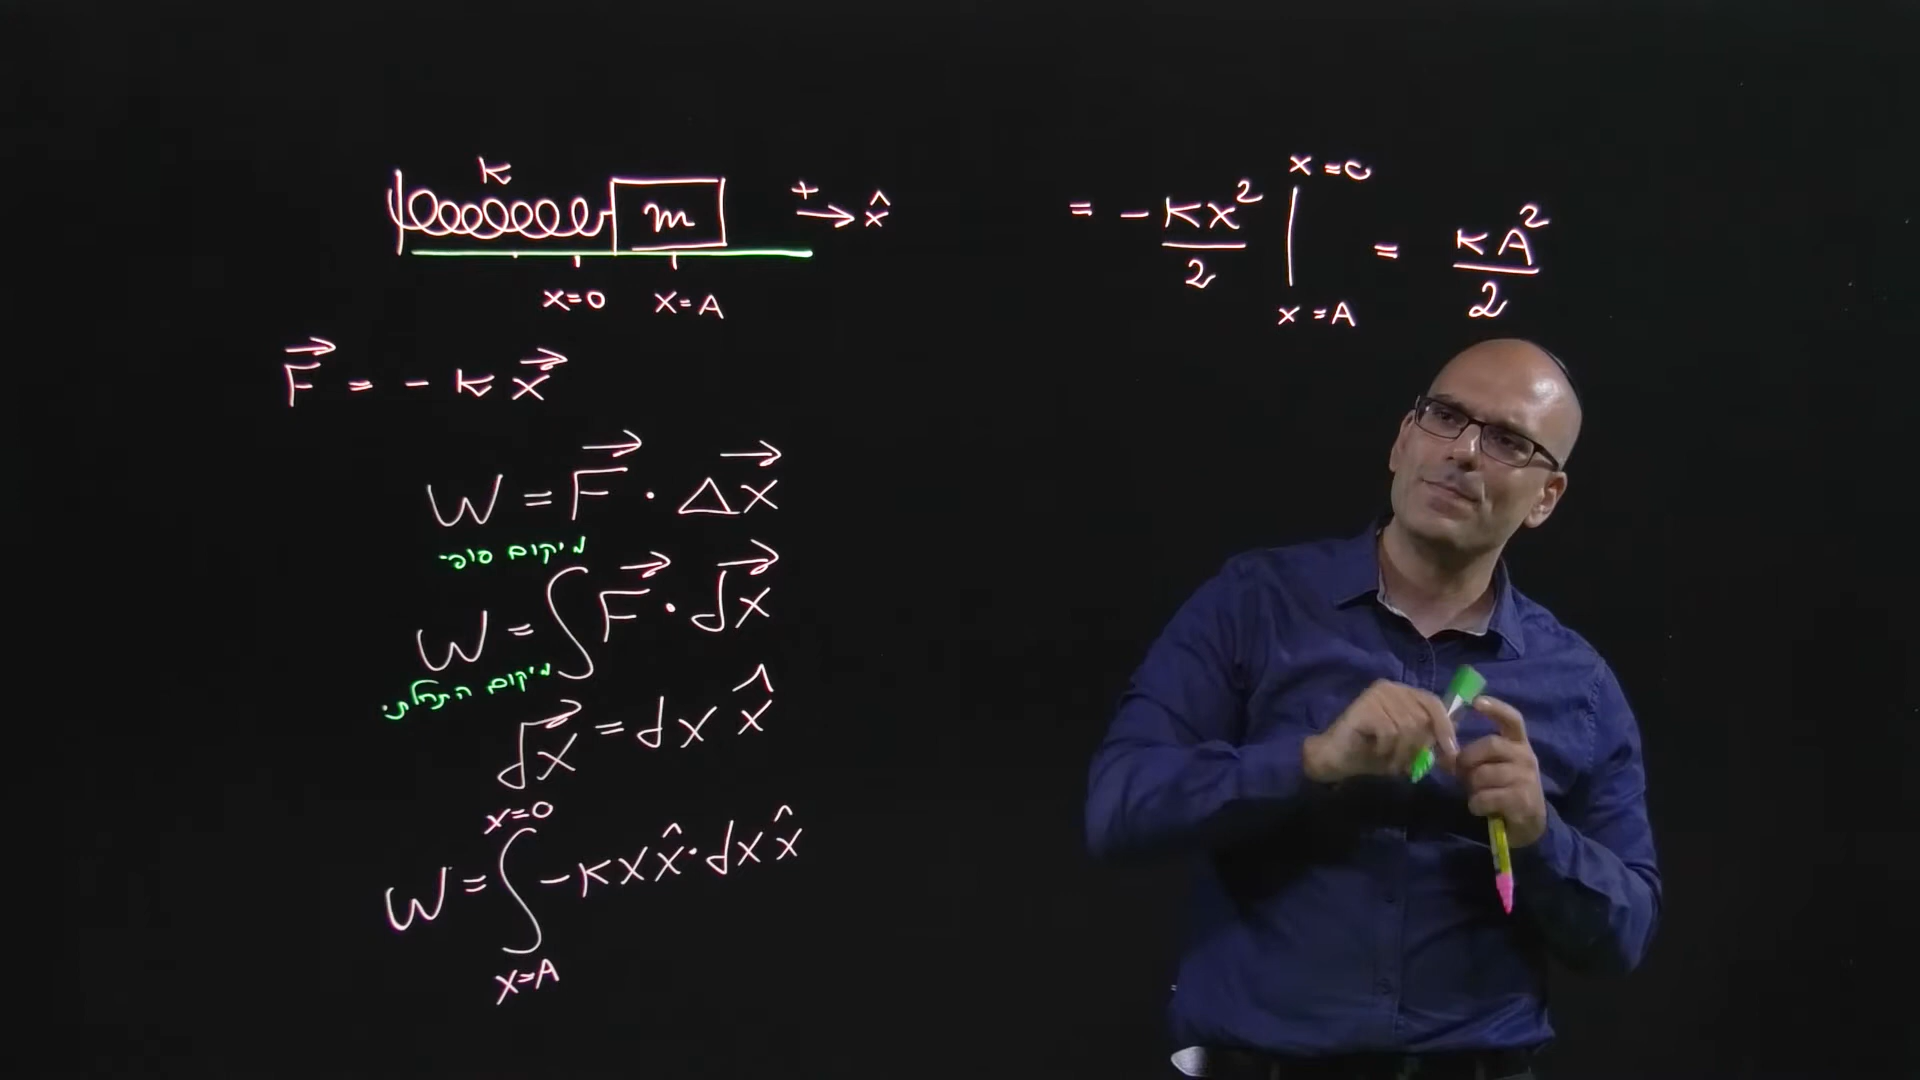 K
m
+ → x̂
x=0 x=A
F⃗ = - K x⃗
W = F⃗ · Δx⃗
מיקום סופי
W = ∫ F⃗ · dx⃗
מיקום התחלתי
dx⃗ = dx x̂
x=0
W = ∫ -Kx x̂ · dx x̂
x=A
x=0
= -Kx²/2 | = KA²/2
x=A